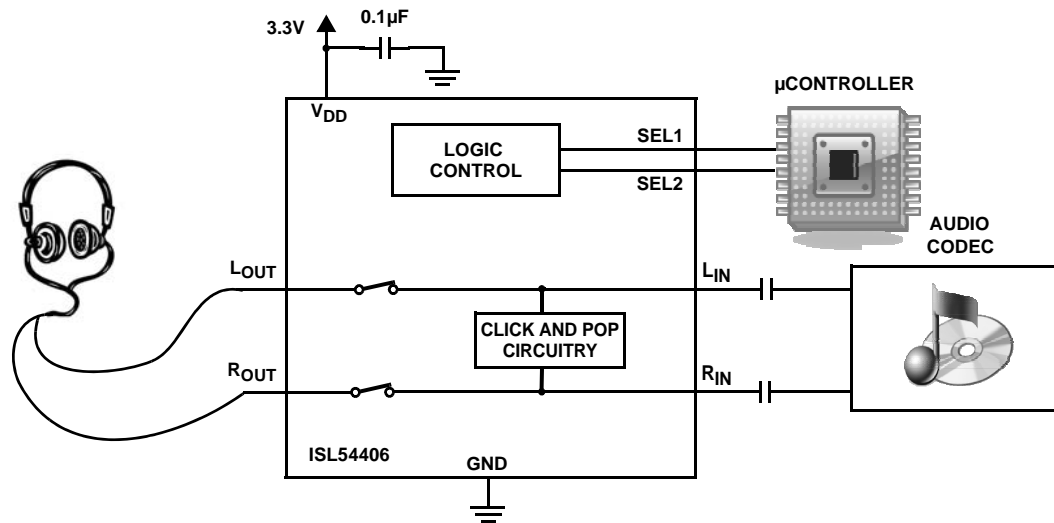 0.1µF
3.3V
VDD
µCONTROLLER
LOGIC
CONTROL
SEL1
SEL2
AUDIO
CODEC
LOUT
LIN
CLICK AND POP
CIRCUITRY
ROUT
RIN
ISL54406
GND